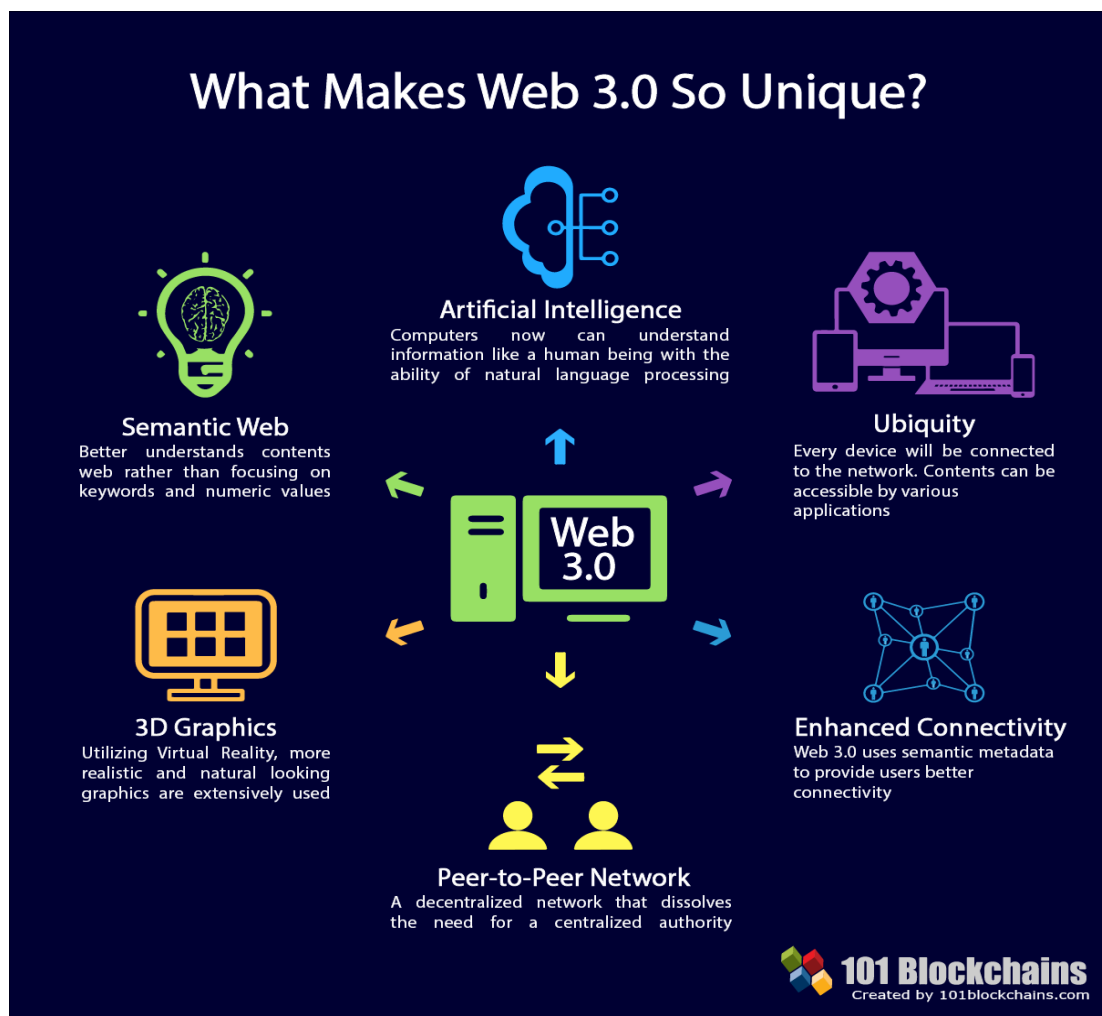 What Makes Web 3.0 So Unique?
Artificial Intelligence
Computers now can understand
information like a human being with the
ability of natural language processing
Semantic Web
Better understands contents
web rather than focusing on
keywords and numeric values
Ubiquity
Every device will be connected
to the network. Contents can be
accessible by various
applications
Web
3.0
3D Graphics
Utilizing Virtual Reality, more
realistic and natural looking
graphics are extensively used
Enhanced Connectivity
Web 3.0 uses semantic metadata
to provide users better
connectivity
Peer-to-Peer Network
A decentralized network that dissolves
the need for a centralized authority
101 Blockchains
Created by 101blockchains.com